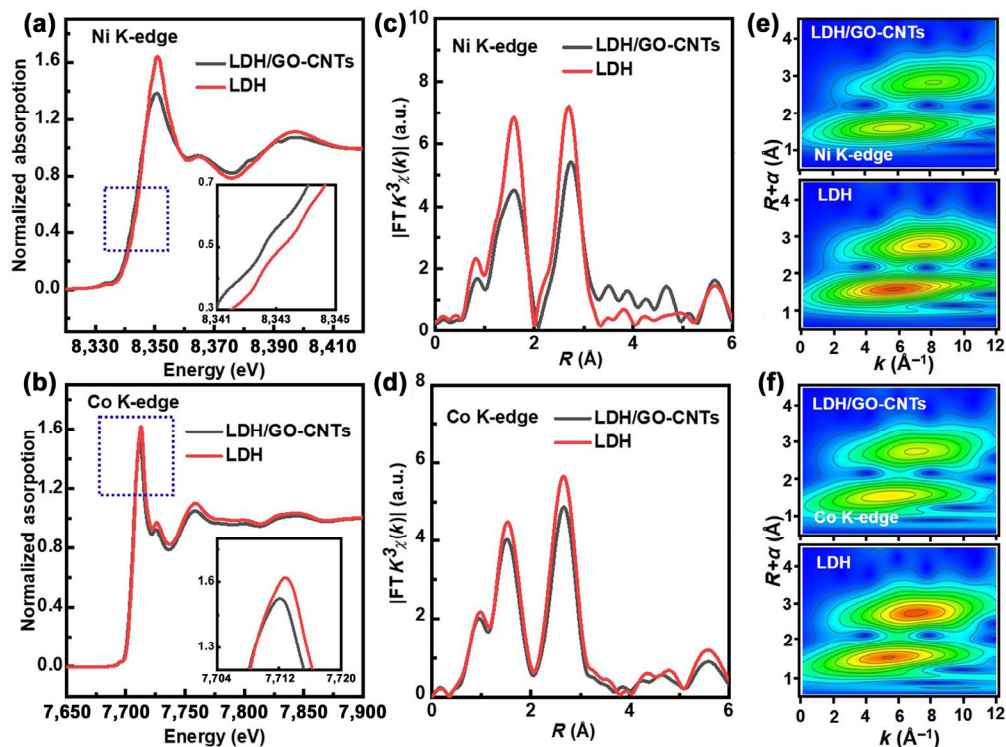 (a)
Ni K-edge
LDH/GO-CNTs
LDH
Normalized absorpotion
1.6
1.2
0.8
0.4
0.0
0.7
0.5
0.3
8,341 8,343 8,345
8,330 8,350 8,370 8,390 8,410
Energy (eV)
(b)
Co K-edge
LDH/GO-CNTs
LDH
Normalized asorpotion
1.6
1.2
0.8
0.4
0.0
1.6
1.3
7,704 7,712 7,720
7,650 7,700 7,750 7,800 7,850 7,900
Energy (eV)
(c)
Ni K-edge
LDH/GO-CNTs
LDH
|FT K³χ(k)| (a.u.)
10
8
6
4
2
0
0 2 4 6
R (Å)
(d)
Co K-edge
LDH/GO-CNTs
LDH
|FT K³χ(k)| (a.u.)
8
6
4
2
0
0 2 4 6
R (Å)
(e)
LDH/GO-CNTs
Ni K-edge
4
3
2
1
LDH
4
3
2
1
R+α (Å)
0 2 4 6 8 10 12
k (Å⁻¹)
(f)
LDH/GO-CNTs
Co K-edge
4
3
2
1
LDH
4
3
2
1
R+α (Å)
0 2 4 6 8 10 12
k (Å⁻¹)